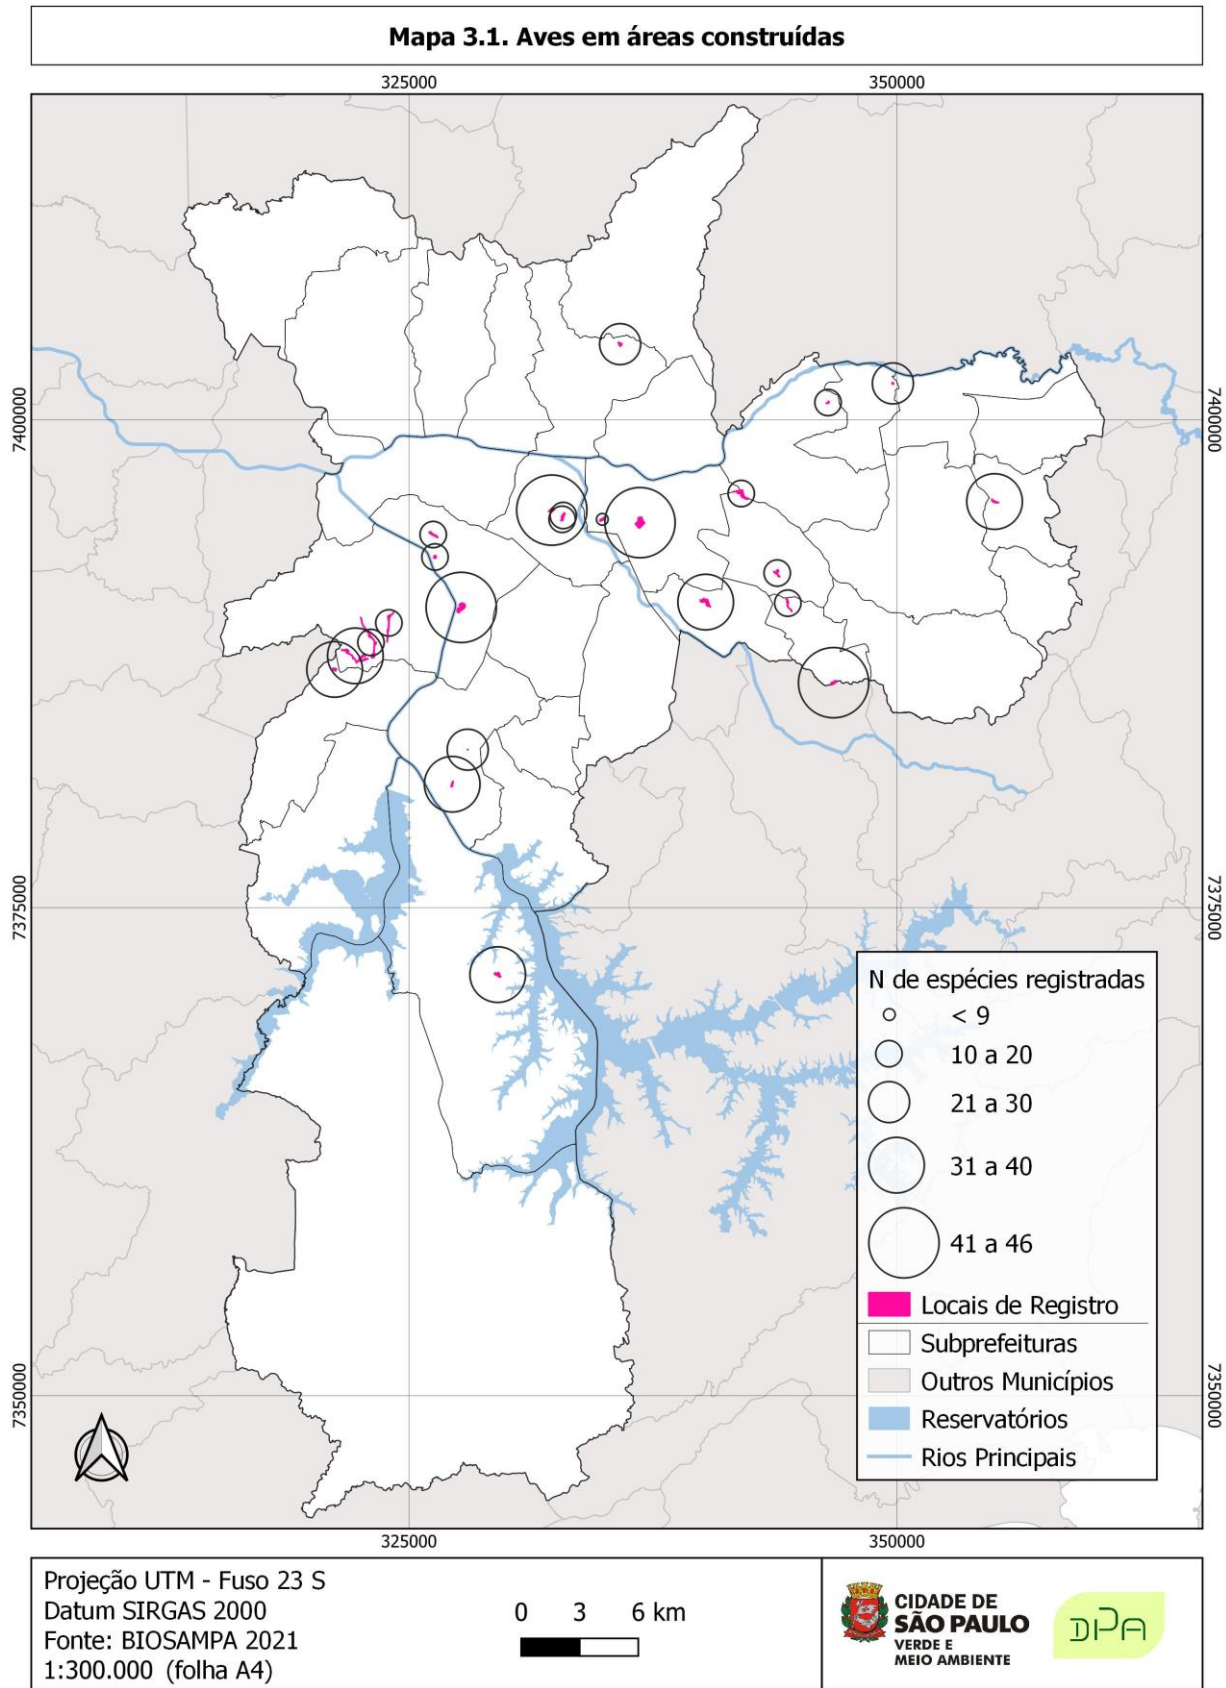 Mapa 3.1. Aves em áreas construídas
325000
350000
7400000
7400000
7375000
7375000
7350000
7350000
N de espécies registradas
< 9
10 a 20
21 a 30
31 a 40
41 a 46
Locais de Registro
Subprefeituras
Outros Municípios
Reservatórios
Rios Principais
325000
350000
Projeção UTM - Fuso 23 S
Datum SIRGAS 2000
Fonte: BIOSAMPA 2021
1:300.000 (folha A4)
0 3 6 km
CIDADE DE
SÃO PAULO
VERDE E
MEIO AMBIENTE
DPA